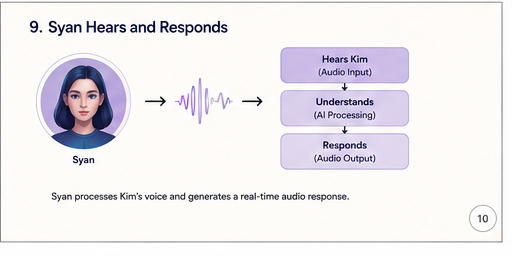 9. Syan Hears and Responds
Syan
Hears Kim
(Audio Input)
Understands
(AI Processing)
Responds
(Audio Output)
Syan processes Kim's voice and generates a real-time audio response.
10